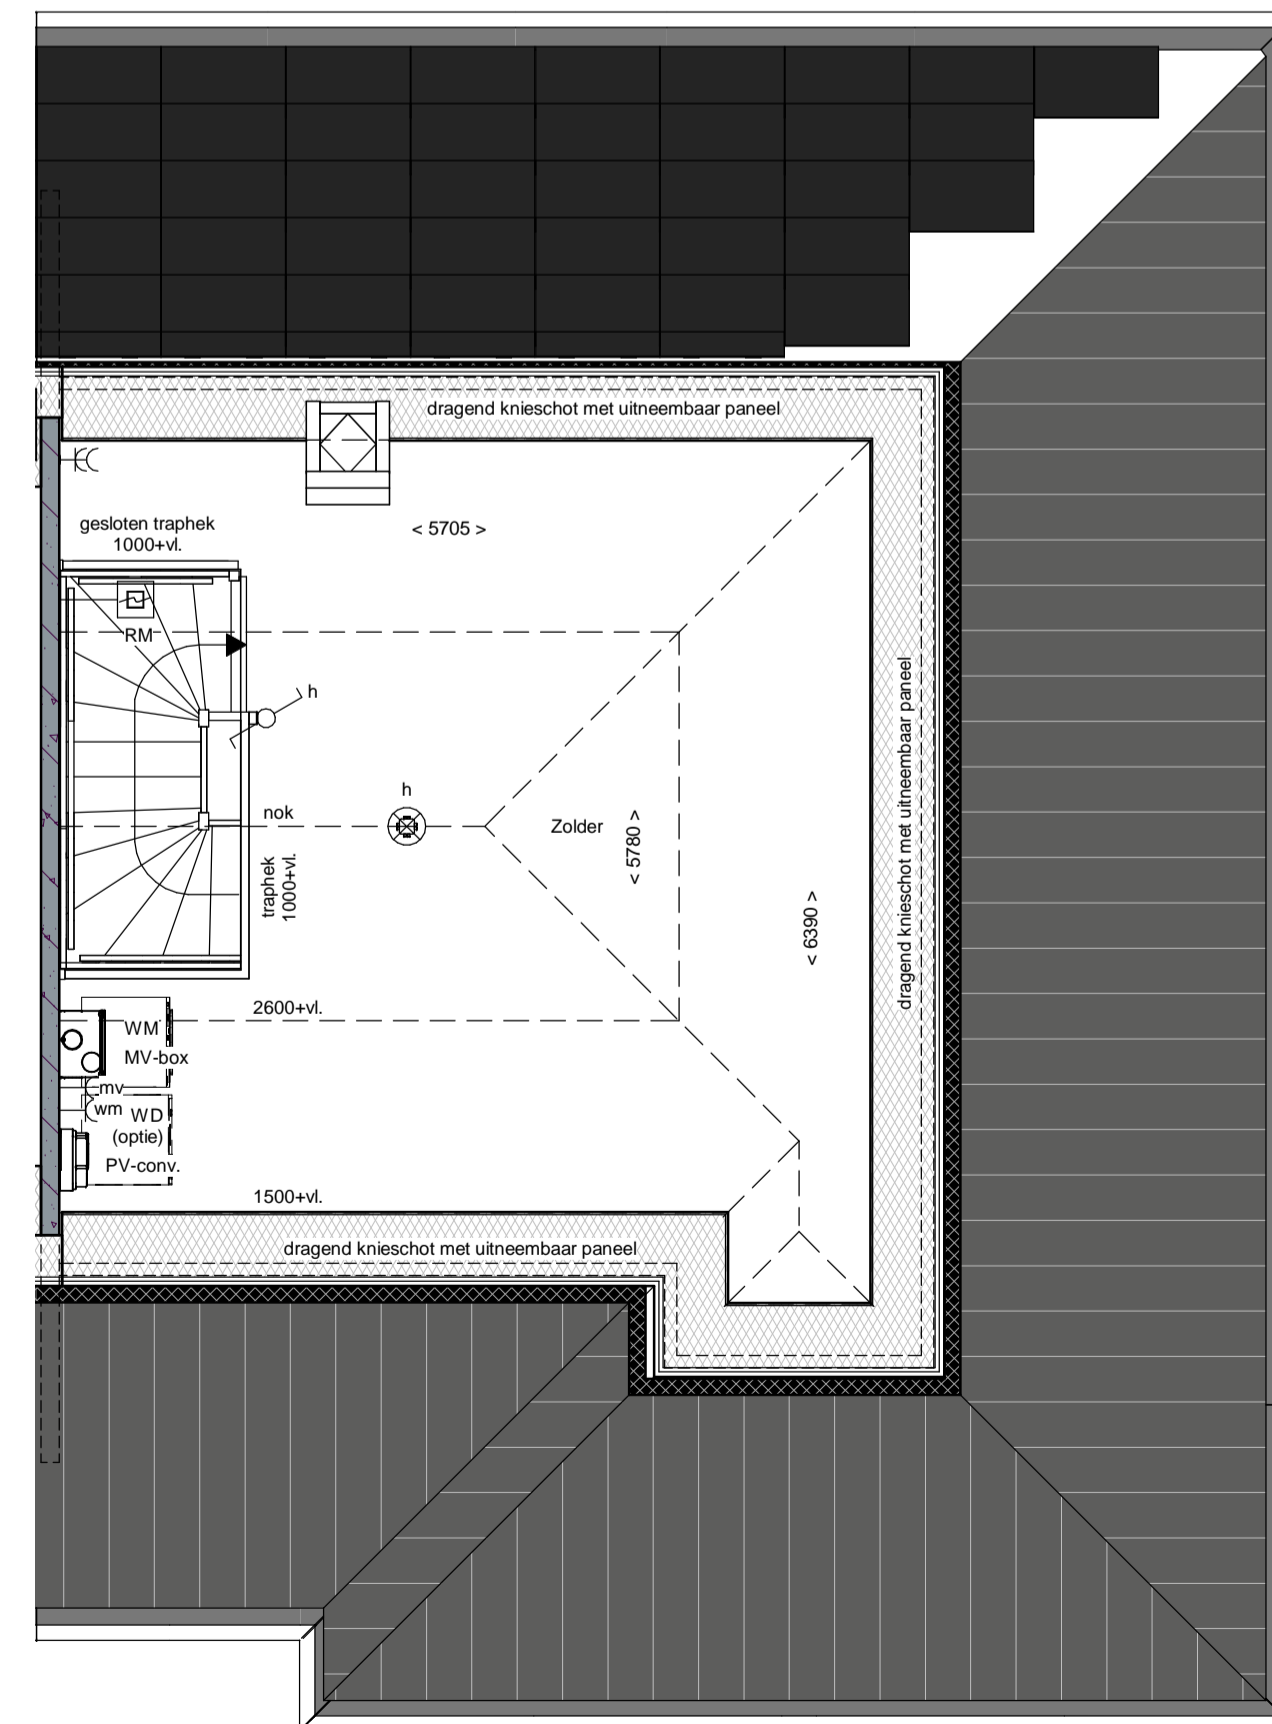 dragend knieschot met uitneembaar paneel
gesloten traphek
1000+vl.
< 5705 >
RM
h
dragend knieschot met uitneembaar paneel
h
nok
Zolder
< 5780 >
traphek
1000+vl.
< 6390 >
2600+vl.
WM
MV-box
mv
wm
WD
(optie)
PV-conv.
1500+vl.
dragend knieschot met uitneembaar paneel